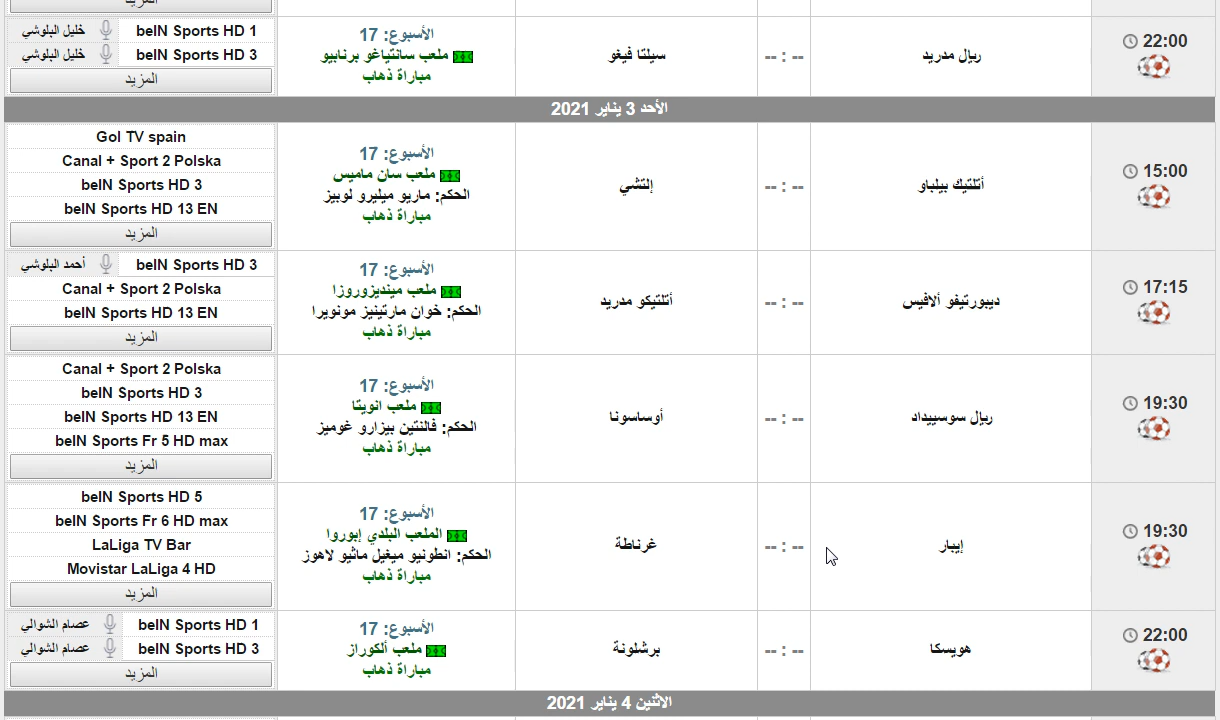 المزيد
22:00
ريال مدريد
-- : --
سيلتا فيغو
الأسبوع: 17
ملعب سانتياغو برنابيو
مباراة ذهاب
beIN Sports HD 1 خليل البلوشي
beIN Sports HD 3 خليل البلوشي
المزيد
الأحد 3 يناير 2021
15:00
أتلتيك بيلباو
-- : --
إلتشي
الأسبوع: 17
ملعب سان ماميس
الحكم: ماريو ميليرو لوبيز
مباراة ذهاب
Gol TV spain
Canal + Sport 2 Polska
beIN Sports HD 3
beIN Sports HD 13 EN
المزيد
17:15
ديبورتيفو ألافيس
-- : --
أتلتيكو مدريد
الأسبوع: 17
ملعب مينديزوروزا
الحكم: خوان مارتينيز مونويرا
مباراة ذهاب
beIN Sports HD 3 أحمد البلوشي
Canal + Sport 2 Polska
beIN Sports HD 13 EN
المزيد
19:30
ريال سوسييداد
-- : --
أوساسونا
الأسبوع: 17
ملعب انويتا
الحكم: فالنتين بيزارو غوميز
مباراة ذهاب
Canal + Sport 2 Polska
beIN Sports HD 3
beIN Sports HD 13 EN
beIN Sports Fr 5 HD max
المزيد
19:30
إيبار
-- : --
غرناطة
الأسبوع: 17
الملعب البلدي إبوروا
الحكم: انطونيو ميغيل ماثيو لاهوز
مباراة ذهاب
beIN Sports HD 5
beIN Sports Fr 6 HD max
LaLiga TV Bar
Movistar LaLiga 4 HD
المزيد
22:00
هويسكا
-- : --
برشلونة
الأسبوع: 17
ملعب ألكوراز
مباراة ذهاب
beIN Sports HD 1 عصام الشوالي
beIN Sports HD 3 عصام الشوالي
المزيد
الاثنين 4 يناير 2021